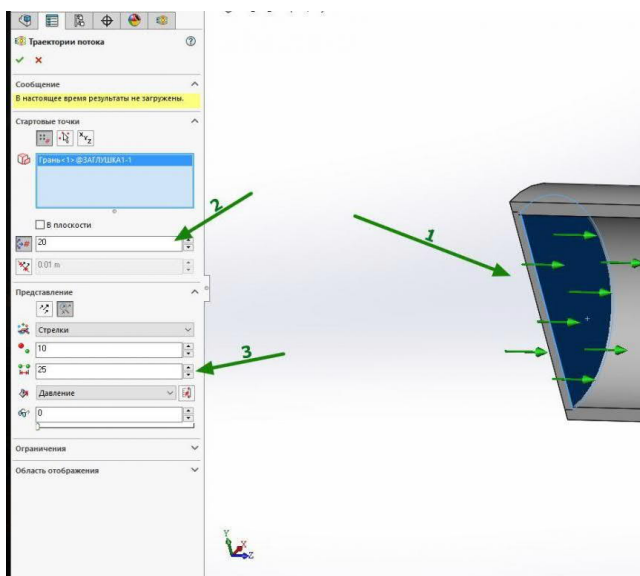 Траектории потока
Сообщение
В настоящее время результаты не загружены.
Стартовые точки
X Y Z
Грань<1>@ЗАГЛУШКА1-1
В плоскости
20
0.01 m
Представление
Стрелки
10
25
Давление
0
Ограничения
Область отображения
1
2
3
Y
X
Z